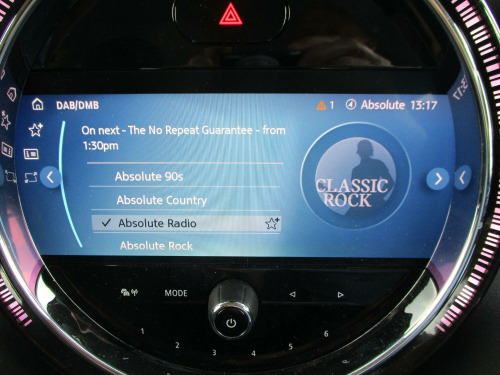 DAB/DMB
1 Absolute 13:17
On next - The No Repeat Guarantee - from
1:30pm
Absolute 90s
Absolute Country
Absolute Radio
Absolute Rock
CLASSIC
ROCK
MODE
1 2 3 4 5 6